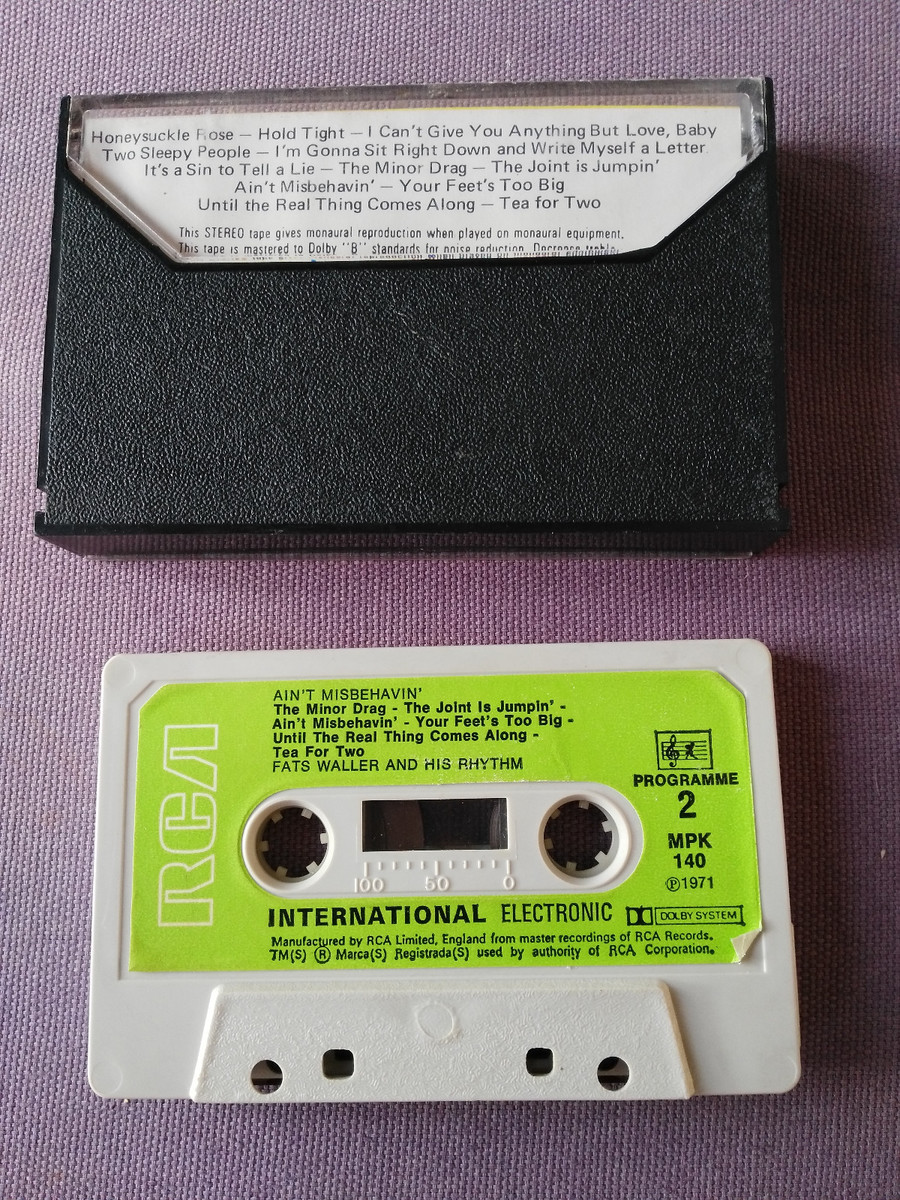 Honeysuckle Rose — Hold Tight — I Can't Give You Anything But Love, Baby
Two Sleepy People — I'm Gonna Sit Right Down and Write Myself a Letter
It's a Sin to Tell a Lie — The Minor Drag — The Joint is Jumpin'
Ain't Misbehavin' — Your Feet's Too Big
Until the Real Thing Comes Along — Tea for Two
This STEREO tape gives monaural reproduction when played on monaural equipment.
This tape is mastered to Dolby "B" standards for noise reduction. Decrease treble
RCA
AIN'T MISBEHAVIN'
The Minor Drag - The Joint Is Jumpin' -
Ain't Misbehavin' - Your Feet's Too Big -
Until The Real Thing Comes Along -
Tea For Two
FATS WALLER AND HIS RHYTHM
PROGRAMME
2
MPK
140
Ⓟ1971
100 50 0
INTERNATIONAL ELECTRONIC DOLBY SYSTEM
Manufactured by RCA Limited, England from master recordings of RCA Records.
TM(S) ® Marca(S) Registrada(S) used by authority of RCA Corporation.